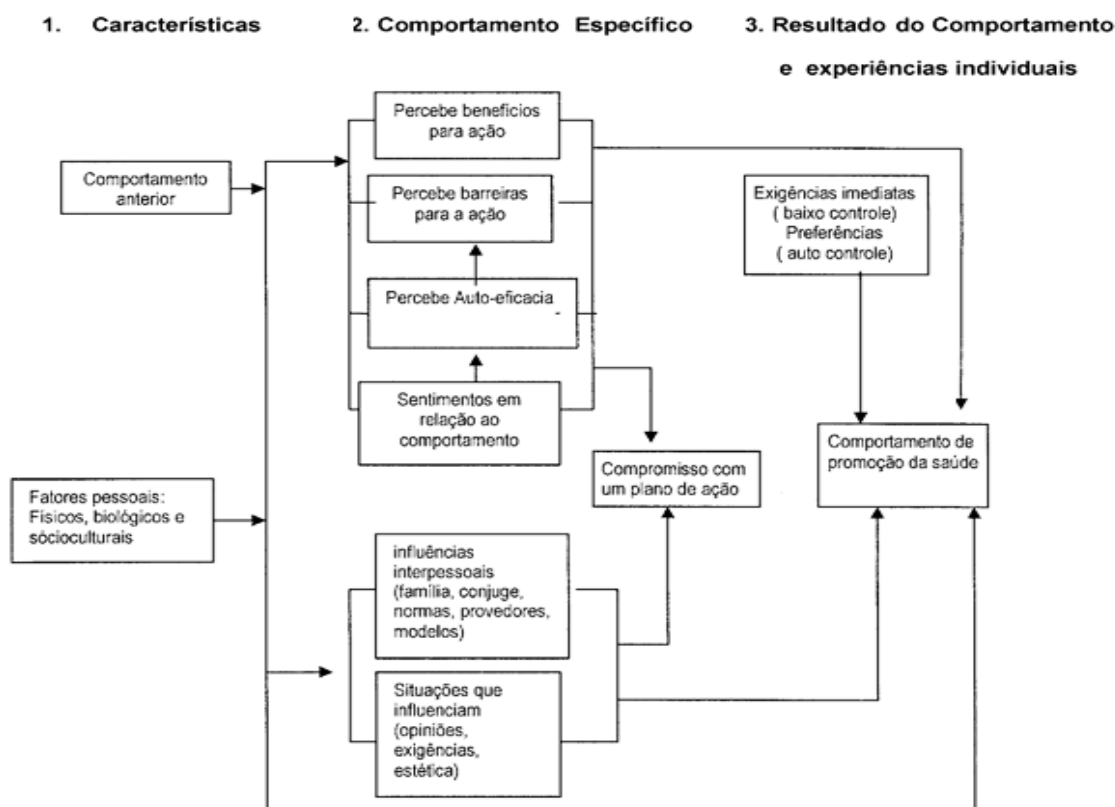 1. Características
2. Comportamento Específico
3. Resultado do Comportamento
e experiências individuais
Comportamento
anterior
Fatores pessoais:
Físicos, biológicos e
sócioculturais
Percebe benefícios
para ação
Percebe barreiras
para a ação
Percebe Auto-eficacia
Sentimentos em
relação ao
comportamento
influências
interpessoais
(família, conjuge,
normas, provedores,
modelos)
Situações que
influenciam
(opiniões,
exigências,
estética)
Compromisso com
um plano de ação
Exigências imediatas
( baixo controle)
Preferências
( auto controle)
Comportamento de
promoção da saúde